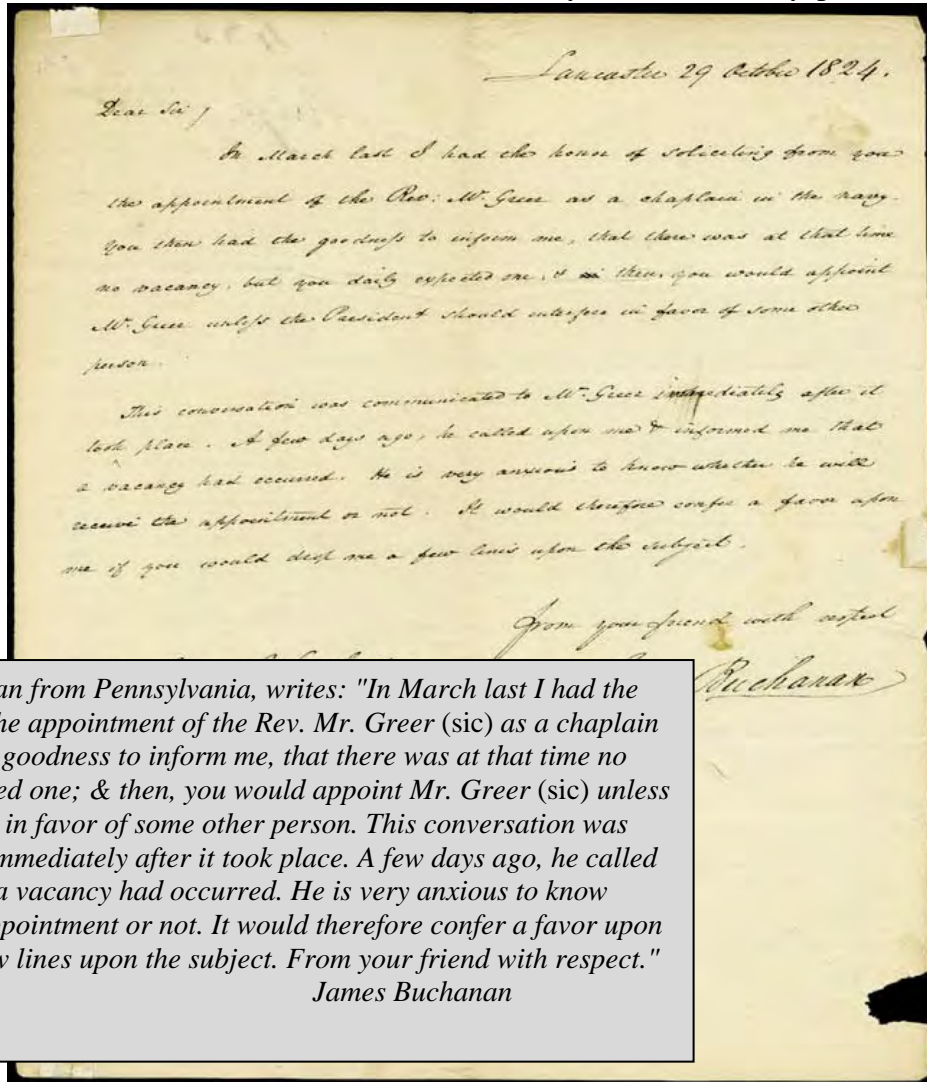 Lancaster 29 October 1824.
Dear Sir /
In March last I had the honor of soliciting from you
the appointment of the Rev: Mr. Greer as a chaplain in the navy.
You then had the goodness to inform me, that there was at that time
no vacancy, but you daily expected one, & then, you would appoint
Mr. Greer unless the President should interfere in favor of some other
person.
This conversation was communicated to Mr. Greer immediately after it
took place. A few days ago, he called upon me & informed me that
a vacancy had occurred. He is very anxious to know whether he will
receive the appointment or not. It would therefore confer a favor upon
me if you would drop me a few lines upon the subject.
From your friend with respect
Buchanan
an from Pennsylvania, writes: "In March last I had the
he appointment of the Rev. Mr. Greer (sic) as a chaplain
goodness to inform me, that there was at that time no
ed one; & then, you would appoint Mr. Greer (sic) unless
in favor of some other person. This conversation was
mmediately after it took place. A few days ago, he called
a vacancy had occurred. He is very anxious to know
ppointment or not. It would therefore confer a favor upon
w lines upon the subject. From your friend with respect."
James Buchanan